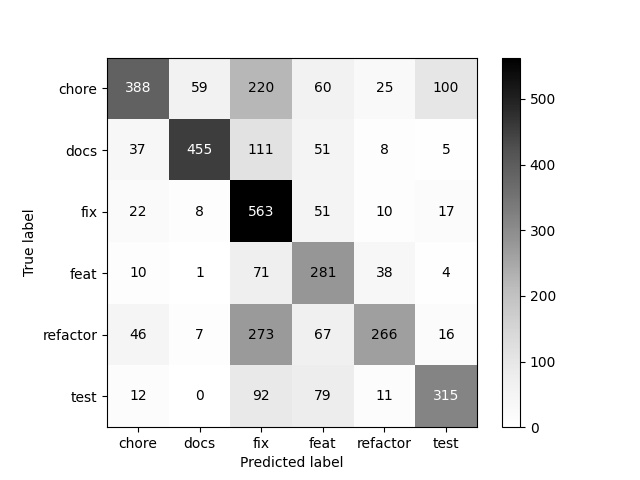 chore 388 59 220 60 25 100
docs 37 455 111 51 8 5
fix 22 8 563 51 10 17
feat 10 1 71 281 38 4
refactor 46 7 273 67 266 16
test 12 0 92 79 11 315
chore docs fix feat refactor test
Predicted label
True label
500
400
300
200
100
0